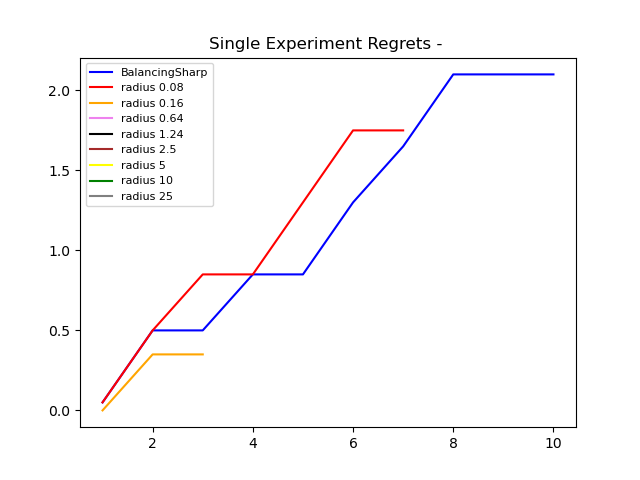 Single Experiment Regrets -
BalancingSharp
radius 0.08
radius 0.16
radius 0.64
radius 1.24
radius 2.5
radius 5
radius 10
radius 25
2.0
1.5
1.0
0.5
0.0
2 4 6 8 10